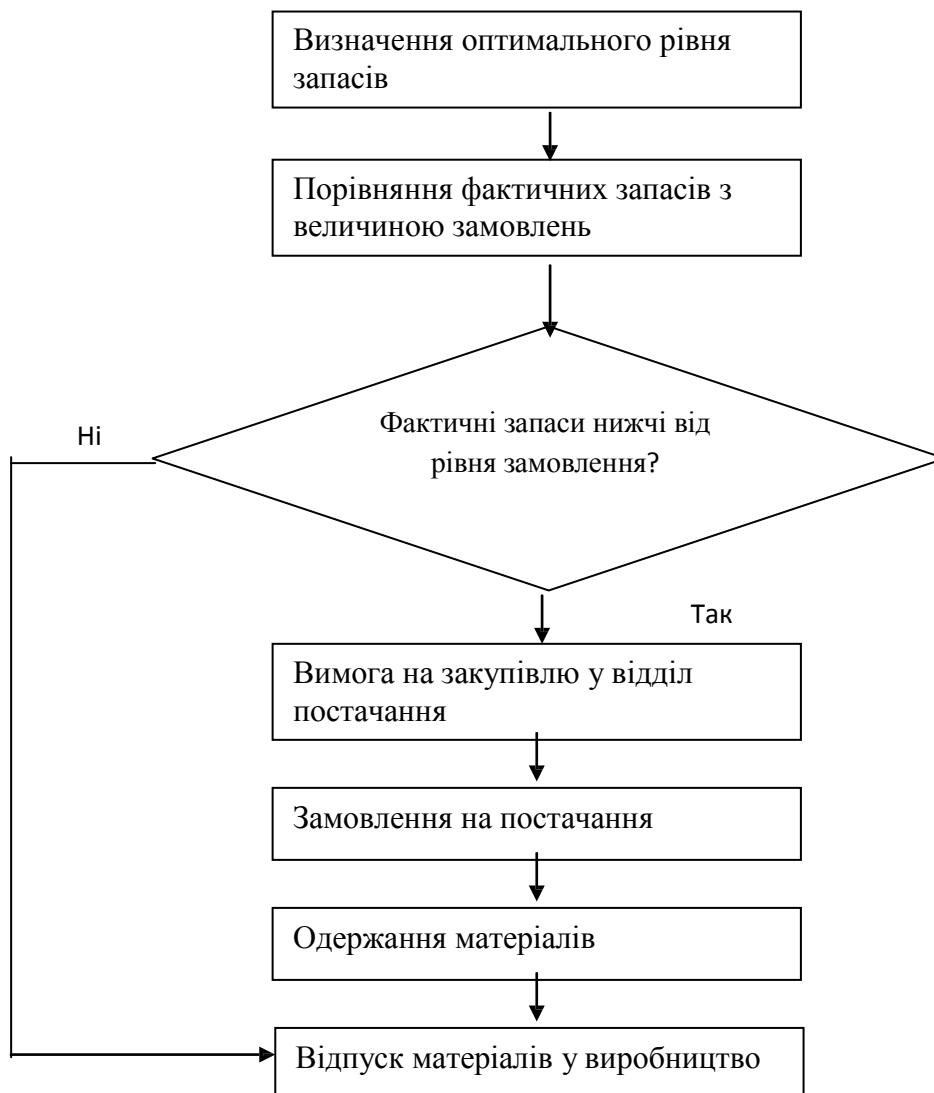 Визначення оптимального рівня
запасів
Порівняння фактичних запасів з
величиною замовлень
Фактичні запаси нижчі від
рівня замовлення?
Ні
Так
Вимога на закупівлю у відділ
постачання
Замовлення на постачання
Одержання матеріалів
Відпуск матеріалів у виробництво